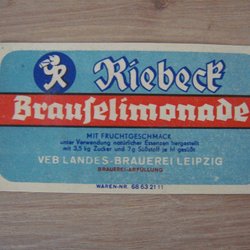 Riebeck
Brauselimonade
MIT FRUCHTGESCHMACK
unter Verwendung natürlicher Essenzen hergestellt
mit 3,5 kg Zucker und 7g Süßstoff je hl gesüßt
VEB LANDES-BRAUEREI LEIPZIG
BRAUEREI-ABFÜLLUNG
WAREN-NR. 68 63 21 11